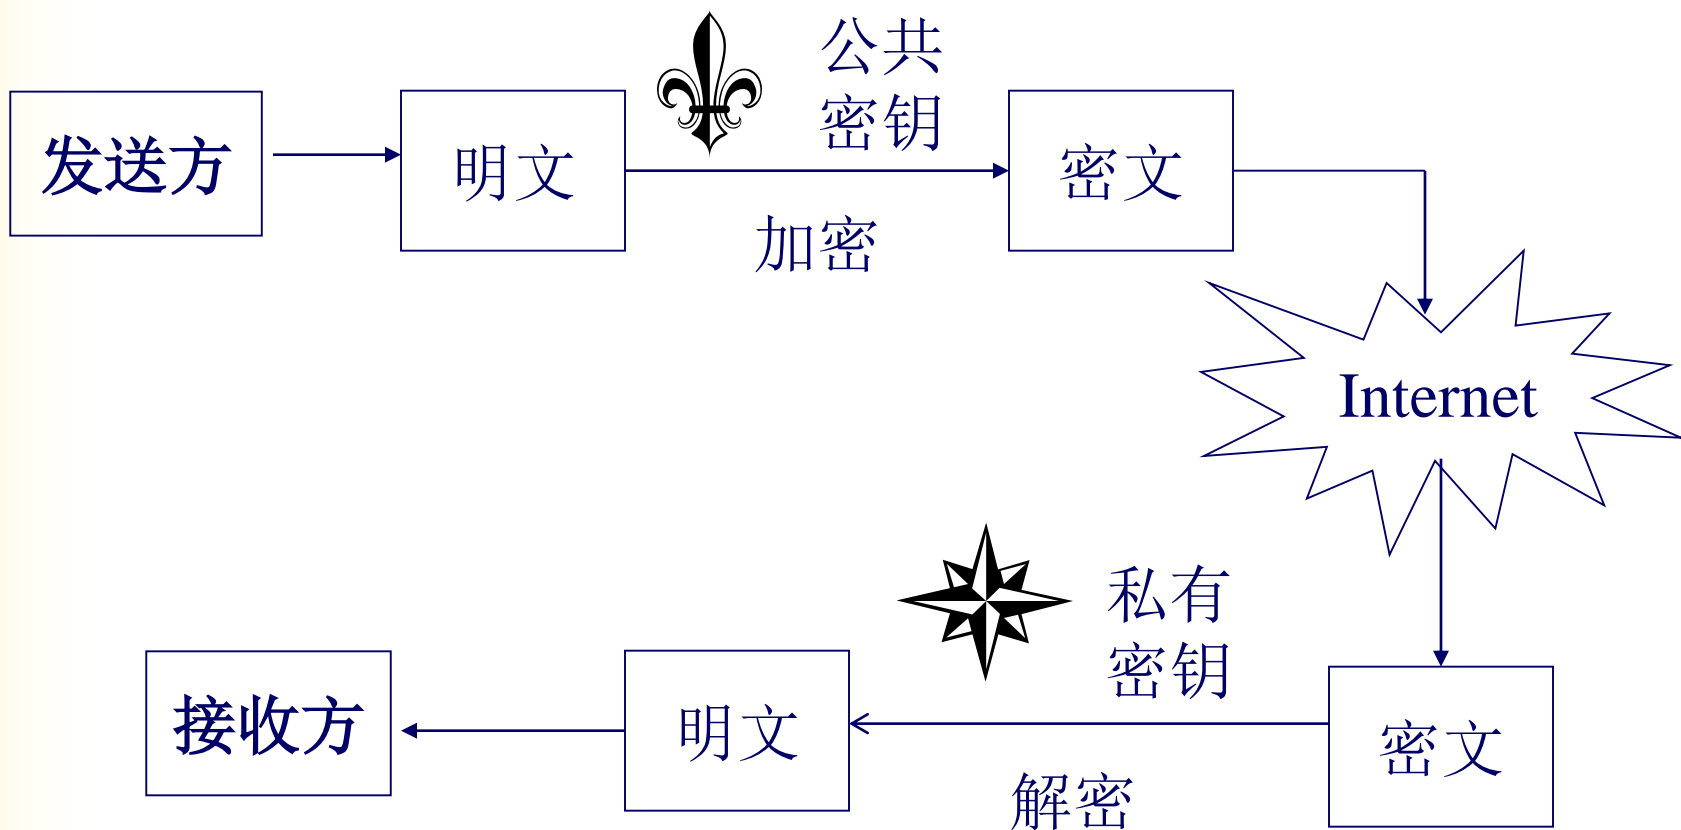 公共
密钥
发送方
明文
密文
加密
Internet
私有
密钥
接收方
明文
密文
解密